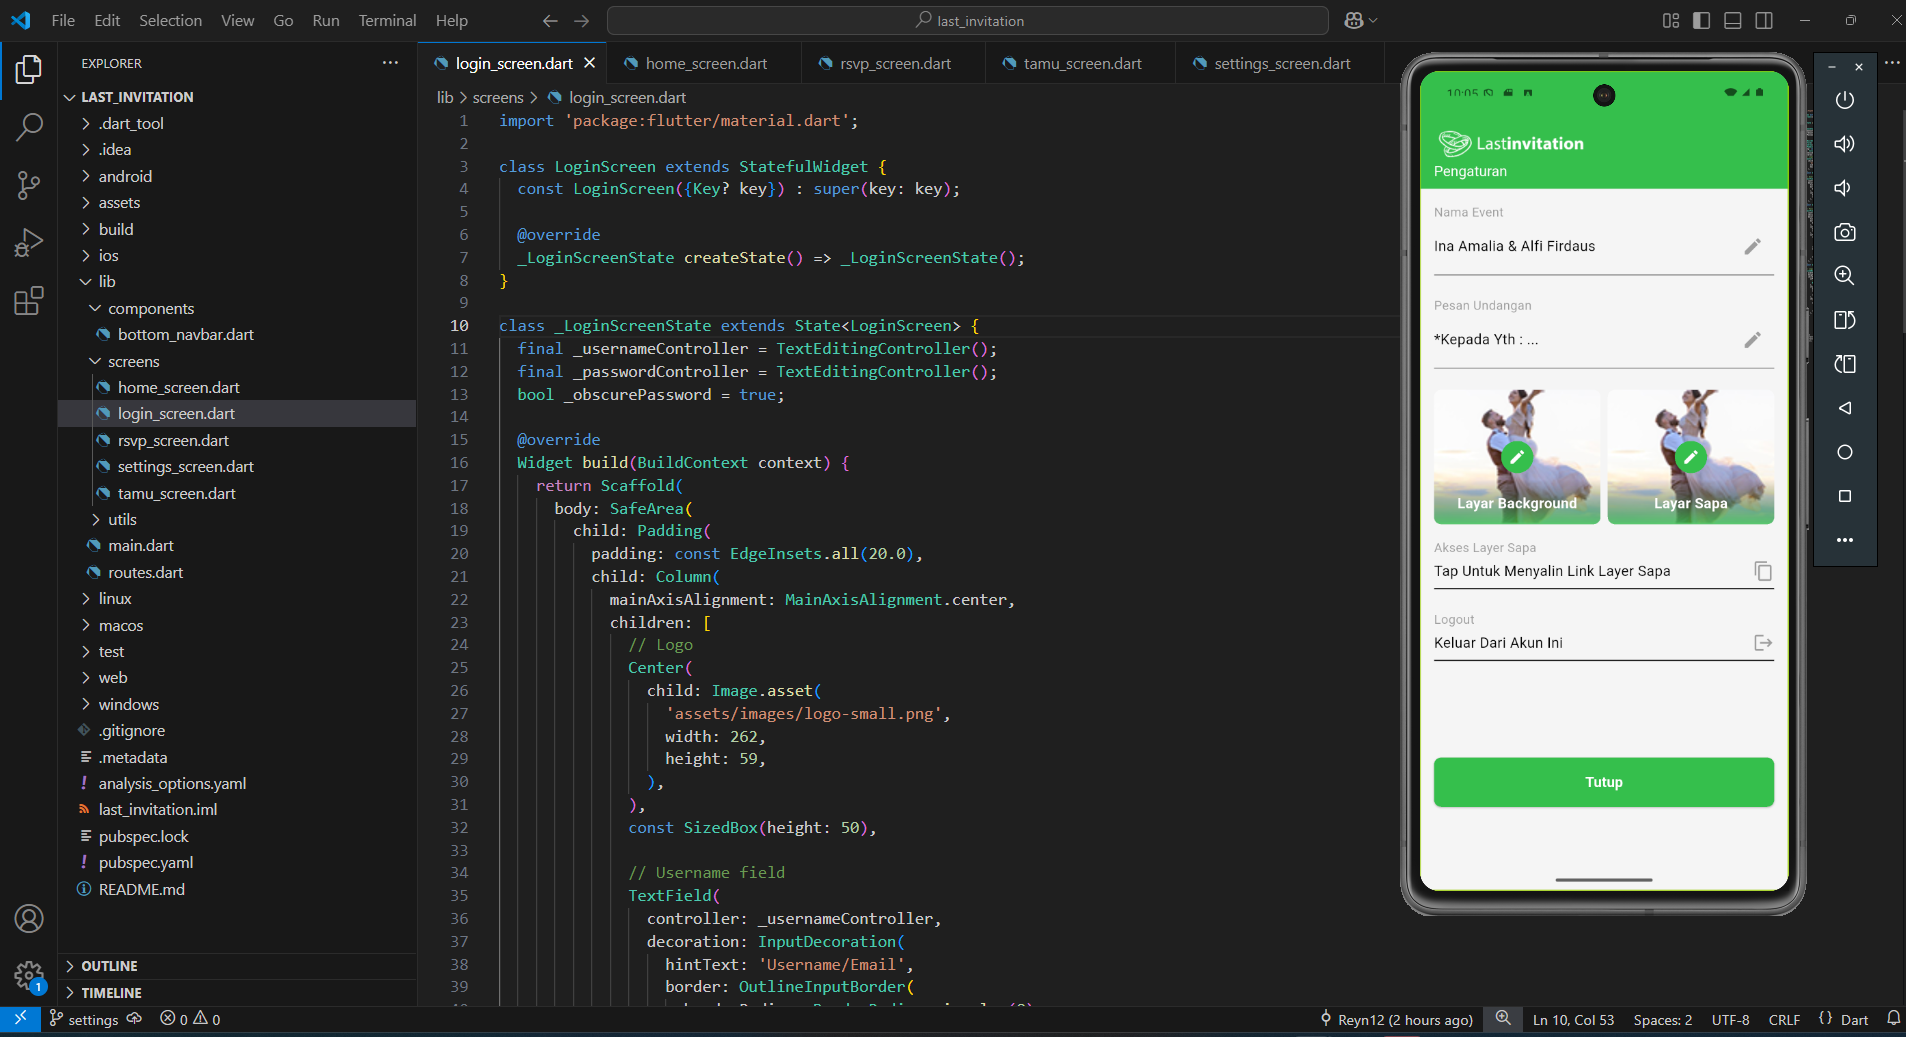 File Edit Selection View Go Run Terminal Help
last_invitation
EXPLORER
LAST_INVITATION
.dart_tool
.idea
android
assets
build
ios
lib
components
bottom_navbar.dart
screens
home_screen.dart
login_screen.dart
rsvp_screen.dart
settings_screen.dart
tamu_screen.dart
utils
main.dart
routes.dart
linux
macos
test
web
windows
.gitignore
.metadata
analysis_options.yaml
last_invitation.iml
pubspec.lock
pubspec.yaml
README.md
OUTLINE
TIMELINE
login_screen.dart home_screen.dart rsvp_screen.dart tamu_screen.dart settings_screen.dart
lib > screens > login_screen.dart
1 import 'package:flutter/material.dart';
2
3 class LoginScreen extends StatefulWidget {
4 const LoginScreen({Key? key}) : super(key: key);
5
6 @override
7 _LoginScreenState createState() => _LoginScreenState();
8 }
9
10 class _LoginScreenState extends State<LoginScreen> {
11 final _usernameController = TextEditingController();
12 final _passwordController = TextEditingController();
13 bool _obscurePassword = true;
14
15 @override
16 Widget build(BuildContext context) {
17 return Scaffold(
18 body: SafeArea(
19 child: Padding(
20 padding: const EdgeInsets.all(20.0),
21 child: Column(
22 mainAxisAlignment: MainAxisAlignment.center,
23 children: [
24 // Logo
25 Center(
26 child: Image.asset(
27 'assets/images/logo-small.png',
28 width: 262,
29 height: 59,
30 ),
31 ),
32 const SizedBox(height: 50),
33
34 // Username field
35 TextField(
36 controller: _usernameController,
37 decoration: InputDecoration(
38 hintText: 'Username/Email',
39 border: OutlineInputBorder(
10:05
Lastinvitation
Pengaturan
Nama Event
Ina Amalia & Alfi Firdaus
Pesan Undangan
*Kepada Yth : ...
Layar Background
Layar Sapa
Akses Layer Sapa
Tap Untuk Menyalin Link Layer Sapa
Logout
Keluar Dari Akun Ini
Tutup
1
settings 0 0
Reyn12 (2 hours ago) Ln 10, Col 53 Spaces: 2 UTF-8 CRLF {} Dart